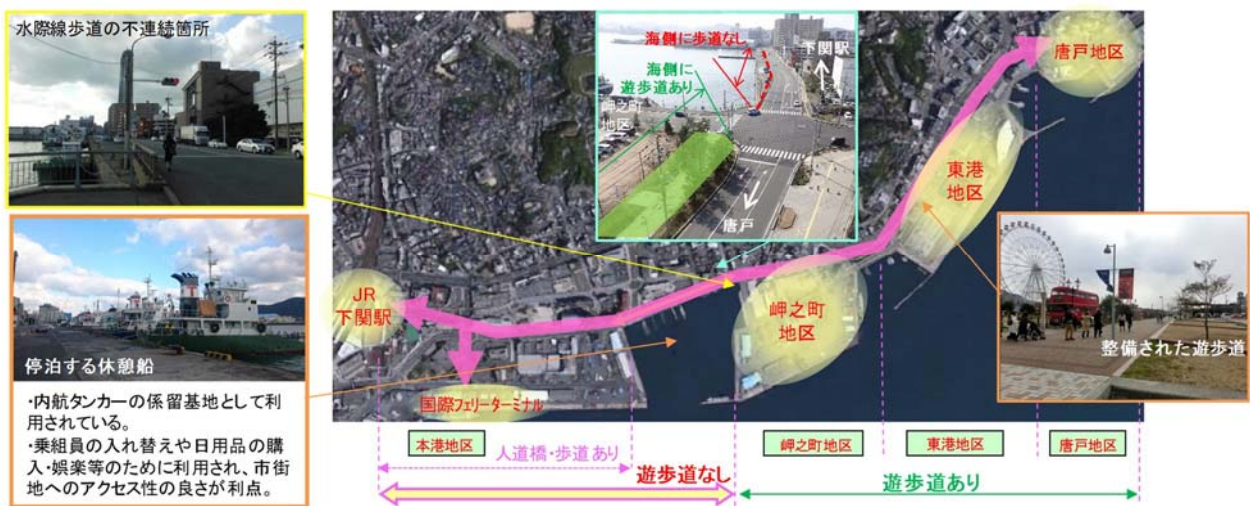 水際線歩道の不連続箇所
停泊する休憩船
・内航タンカーの係留基地として利
用されている。
・乗組員の入れ替えや日用品の購
入・娯楽等のために利用され、市街
地へのアクセス性の良さが利点。
海側に歩道なし
海側に
遊歩道あり
岬之町
地区
下関駅
唐戸
唐戸地区
東港
地区
整備された遊歩道
JR
下関駅
岬之町
地区
国際フェリーターミナル
本港地区
岬之町地区
東港地区
唐戸地区
人道橋・歩道あり
遊歩道なし
遊歩道あり